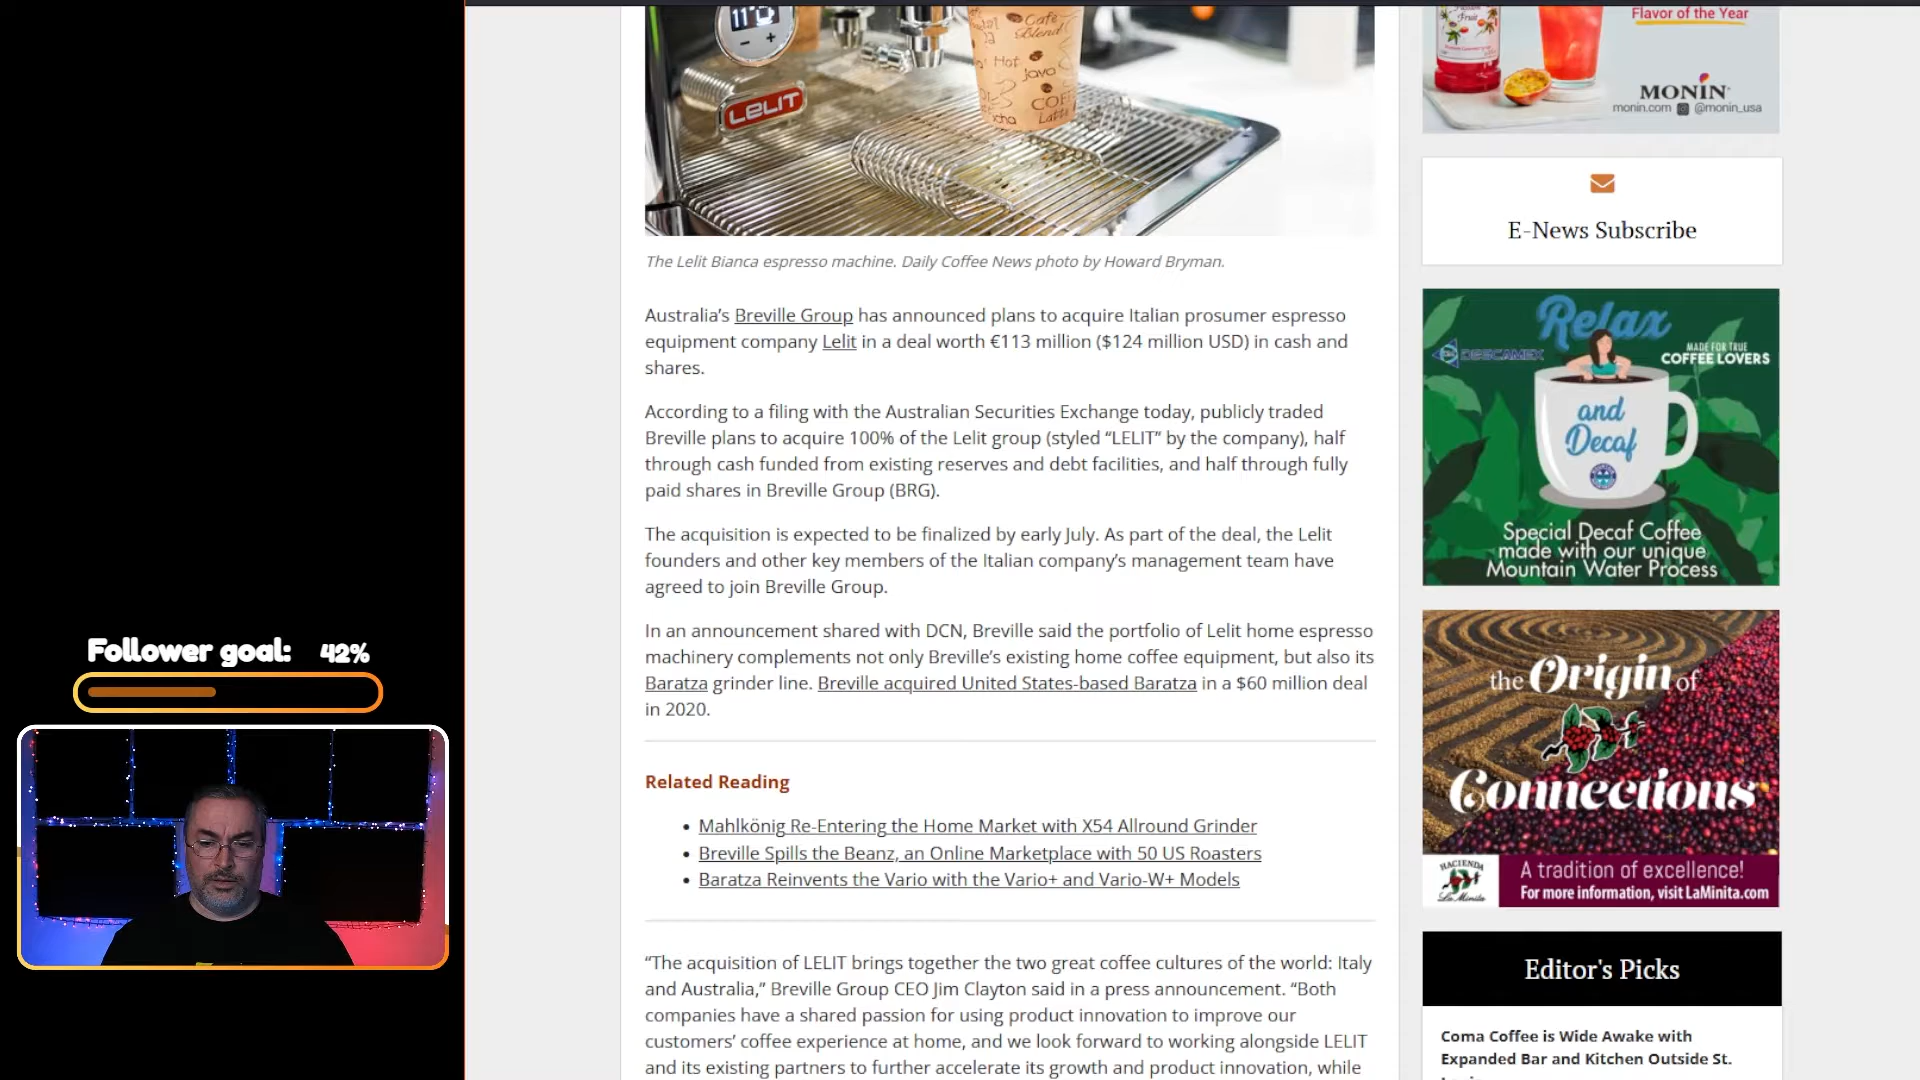 110
- +
LELIT
Café
Blend
Hot
Java
Flavor of the Year
MONIN
monin.com @monin_usa
E-News Subscribe
The Lelit Bianca espresso machine. Daily Coffee News photo by Howard Bryman.
Australia’s Breville Group has announced plans to acquire Italian prosumer espresso
equipment company Lelit in a deal worth €113 million ($124 million USD) in cash and
shares.
According to a filing with the Australian Securities Exchange today, publicly traded
Breville plans to acquire 100% of the Lelit group (styled “LELIT” by the company), half
through cash funded from existing reserves and debt facilities, and half through fully
paid shares in Breville Group (BRG).
The acquisition is expected to be finalized by early July. As part of the deal, the Lelit
founders and other key members of the Italian company’s management team have
agreed to join Breville Group.
In an announcement shared with DCN, Breville said the portfolio of Lelit home espresso
machinery complements not only Breville’s existing home coffee equipment, but also its
Baratza grinder line. Breville acquired United States-based Baratza in a $60 million deal
in 2020.
Related Reading
• Mahlkönig Re-Entering the Home Market with X54 Allround Grinder
• Breville Spills the Beanz, an Online Marketplace with 50 US Roasters
• Baratza Reinvents the Vario with the Vario+ and Vario-W+ Models
“The acquisition of LELIT brings together the two great coffee cultures of the world: Italy
and Australia,” Breville Group CEO Jim Clayton said in a press announcement. “Both
companies have a shared passion for using product innovation to improve our
customers’ coffee experience at home, and we look forward to working alongside LELIT
and its existing partners to further accelerate its growth and product innovation, while
Relax
DESCAMEX
MADE FOR TRUE
COFFEE LOVERS
and
Decaf
Special Decaf Coffee
made with our unique
Mountain Water Process
the Origin of
Connections
HACIENDA
La Minita
A tradition of excellence!
For more information, visit LaMinita.com
Editor's Picks
Coma Coffee is Wide Awake with
Expanded Bar and Kitchen Outside St.
Follower goal: 42%